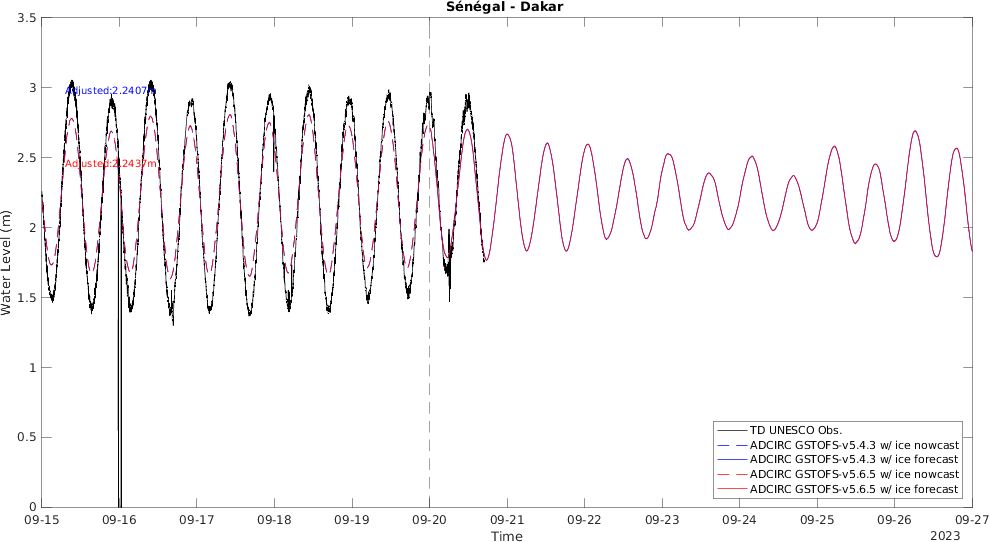 Sénégal - Dakar
3.5
3
2.5
2
1.5
1
0.5
0
Water Level (m)
Adjusted:2.2407m
Adjusted:2.2437m
TD UNESCO Obs.
ADCIRC GSTOFS-v5.4.3 w/ ice nowcast
ADCIRC GSTOFS-v5.4.3 w/ ice forecast
ADCIRC GSTOFS-v5.6.5 w/ ice nowcast
ADCIRC GSTOFS-v5.6.5 w/ ice forecast
09-15 09-16 09-17 09-18 09-19 09-20 09-21 09-22 09-23 09-24 09-25 09-26 09-27
Time
2023